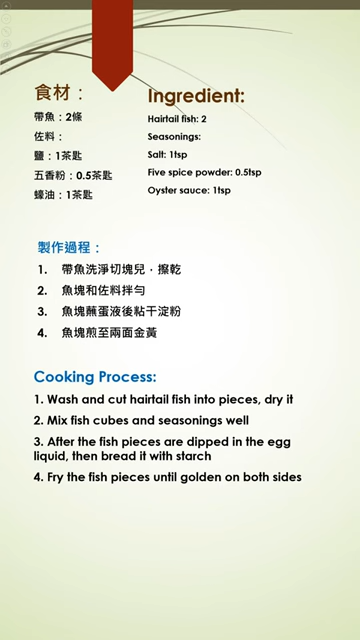 食材：
帶魚：2條
佐料：
鹽：1茶匙
五香粉：0.5茶匙
蠔油：1茶匙
Ingredient:
Hairtail fish: 2
Seasonings:
Salt: 1tsp
Five spice powder: 0.5tsp
Oyster sauce: 1tsp
製作過程：
1. 帶魚洗淨切塊兒，擦乾
2. 魚塊和佐料拌勻
3. 魚塊蘸蛋液後粘干淀粉
4. 魚塊煎至兩面金黃
Cooking Process:
1. Wash and cut hairtail fish into pieces, dry it
2. Mix fish cubes and seasonings well
3. After the fish pieces are dipped in the egg
liquid, then bread it with starch
4. Fry the fish pieces until golden on both sides